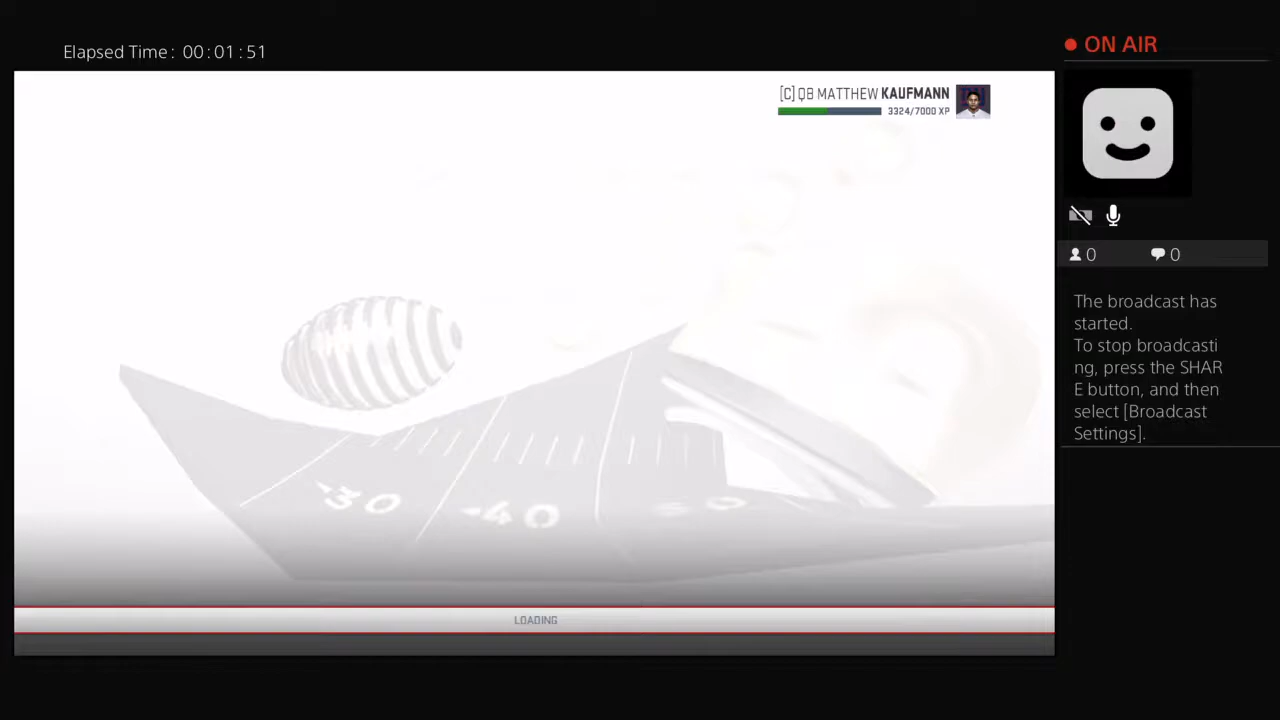 Elapsed Time: 00:01:51
ON AIR
[C] QB MATTHEW KAUFMANN
3324/7000 XP
0 0
The broadcast has
started.
To stop broadcasti
ng, press the SHAR
E button, and then
select [Broadcast
Settings].
30 40
LOADING